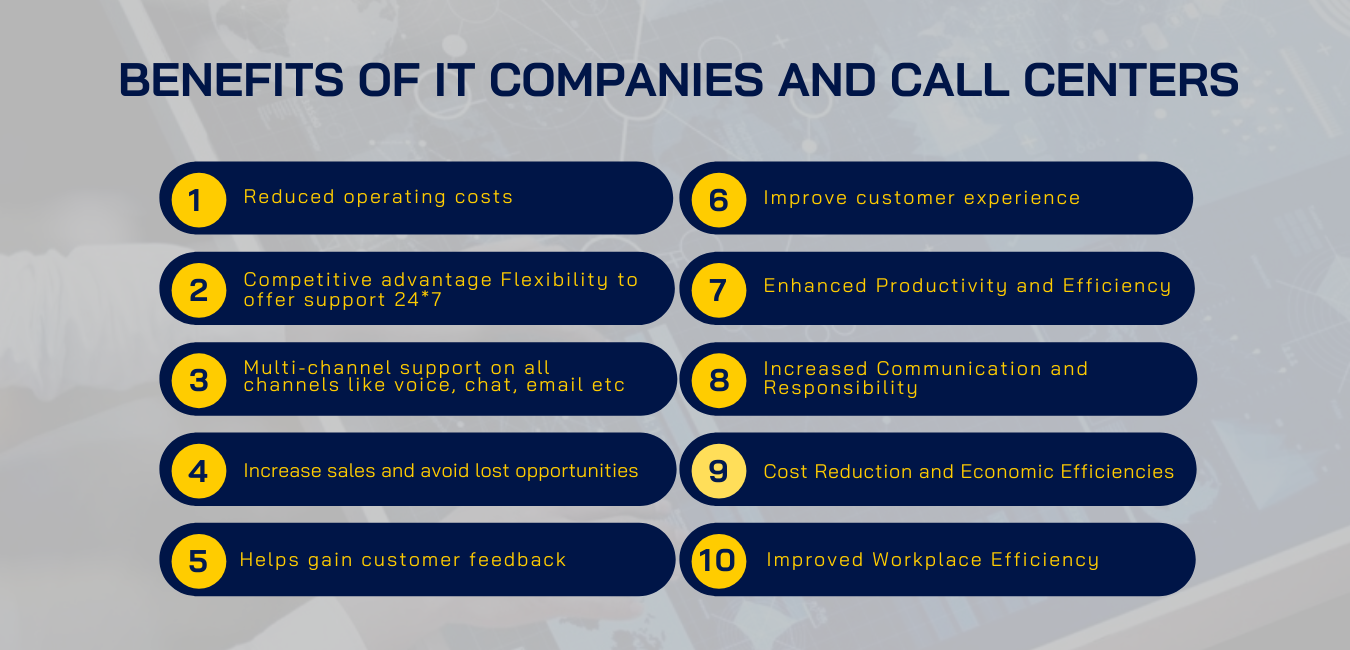 BENEFITS OF IT COMPANIES AND CALL CENTERS
1 Reduced operating costs
2 Competitive advantage Flexibility to
offer support 24*7
3 Multi-channel support on all
channels like voice, chat, email etc
4 Increase sales and avoid lost opportunities
5 Helps gain customer feedback
6 Improve customer experience
7 Enhanced Productivity and Efficiency
8 Increased Communication and
Responsibility
9 Cost Reduction and Economic Efficiencies
10 Improved Workplace Efficiency